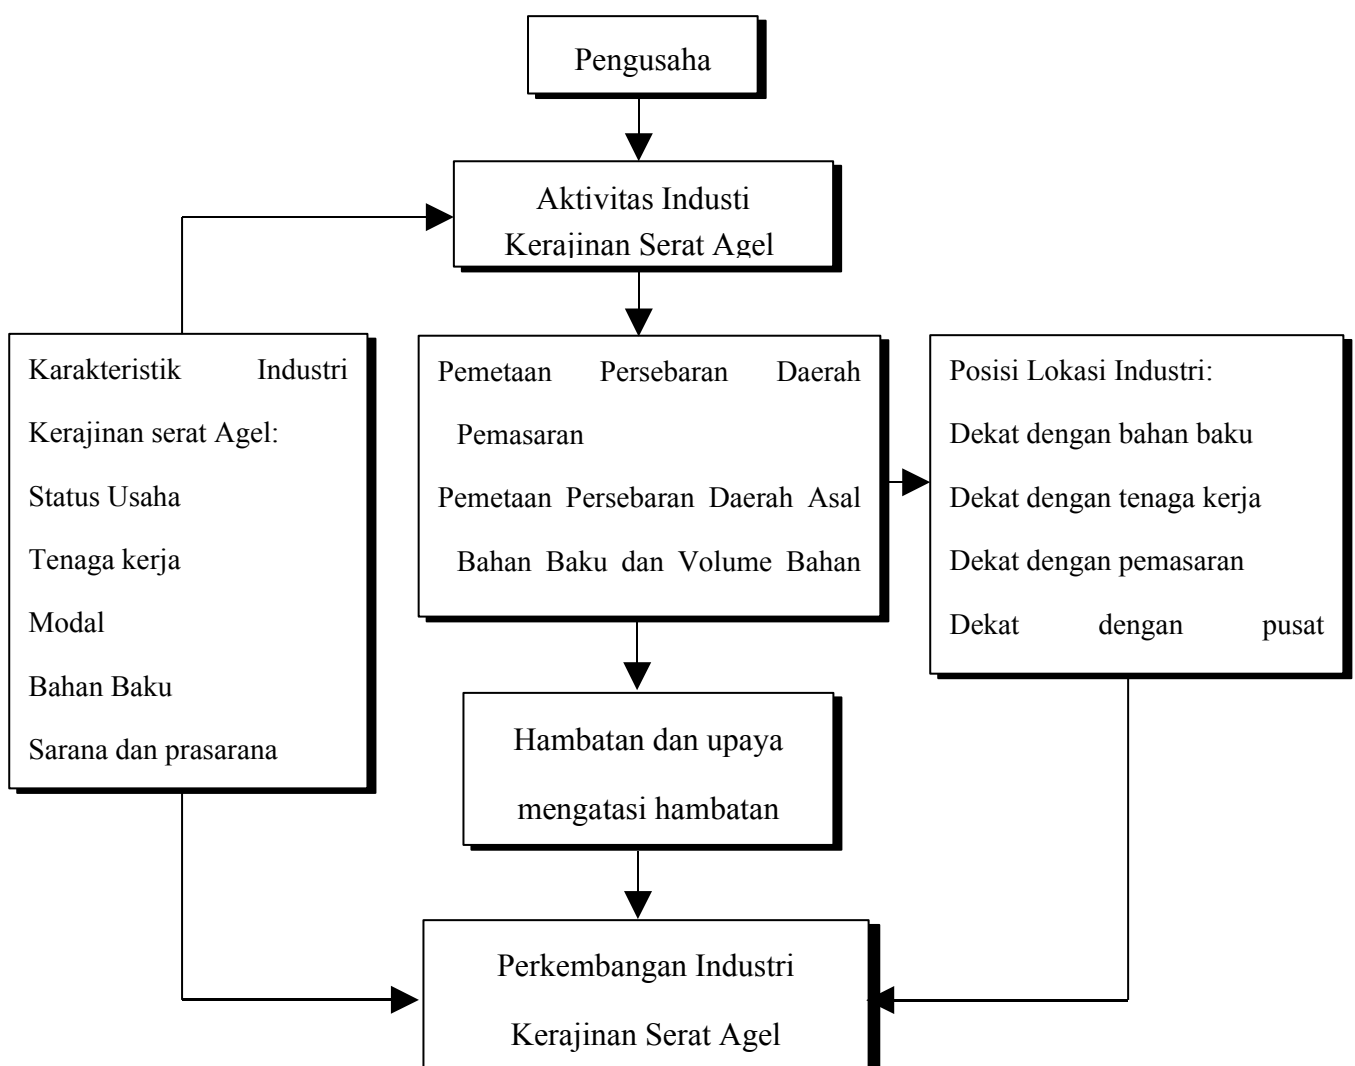 Pengusaha
Aktivitas Industi
Kerajinan Serat Agel
Karakteristik Industri
Kerajinan serat Agel:
Status Usaha
Tenaga kerja
Modal
Bahan Baku
Sarana dan prasarana
Pemetaan Persebaran Daerah
Pemasaran
Pemetaan Persebaran Daerah Asal
Bahan Baku dan Volume Bahan
Posisi Lokasi Industri:
Dekat dengan bahan baku
Dekat dengan tenaga kerja
Dekat dengan pemasaran
Dekat dengan pusat
Hambatan dan upaya
mengatasi hambatan
Perkembangan Industri
Kerajinan Serat Agel